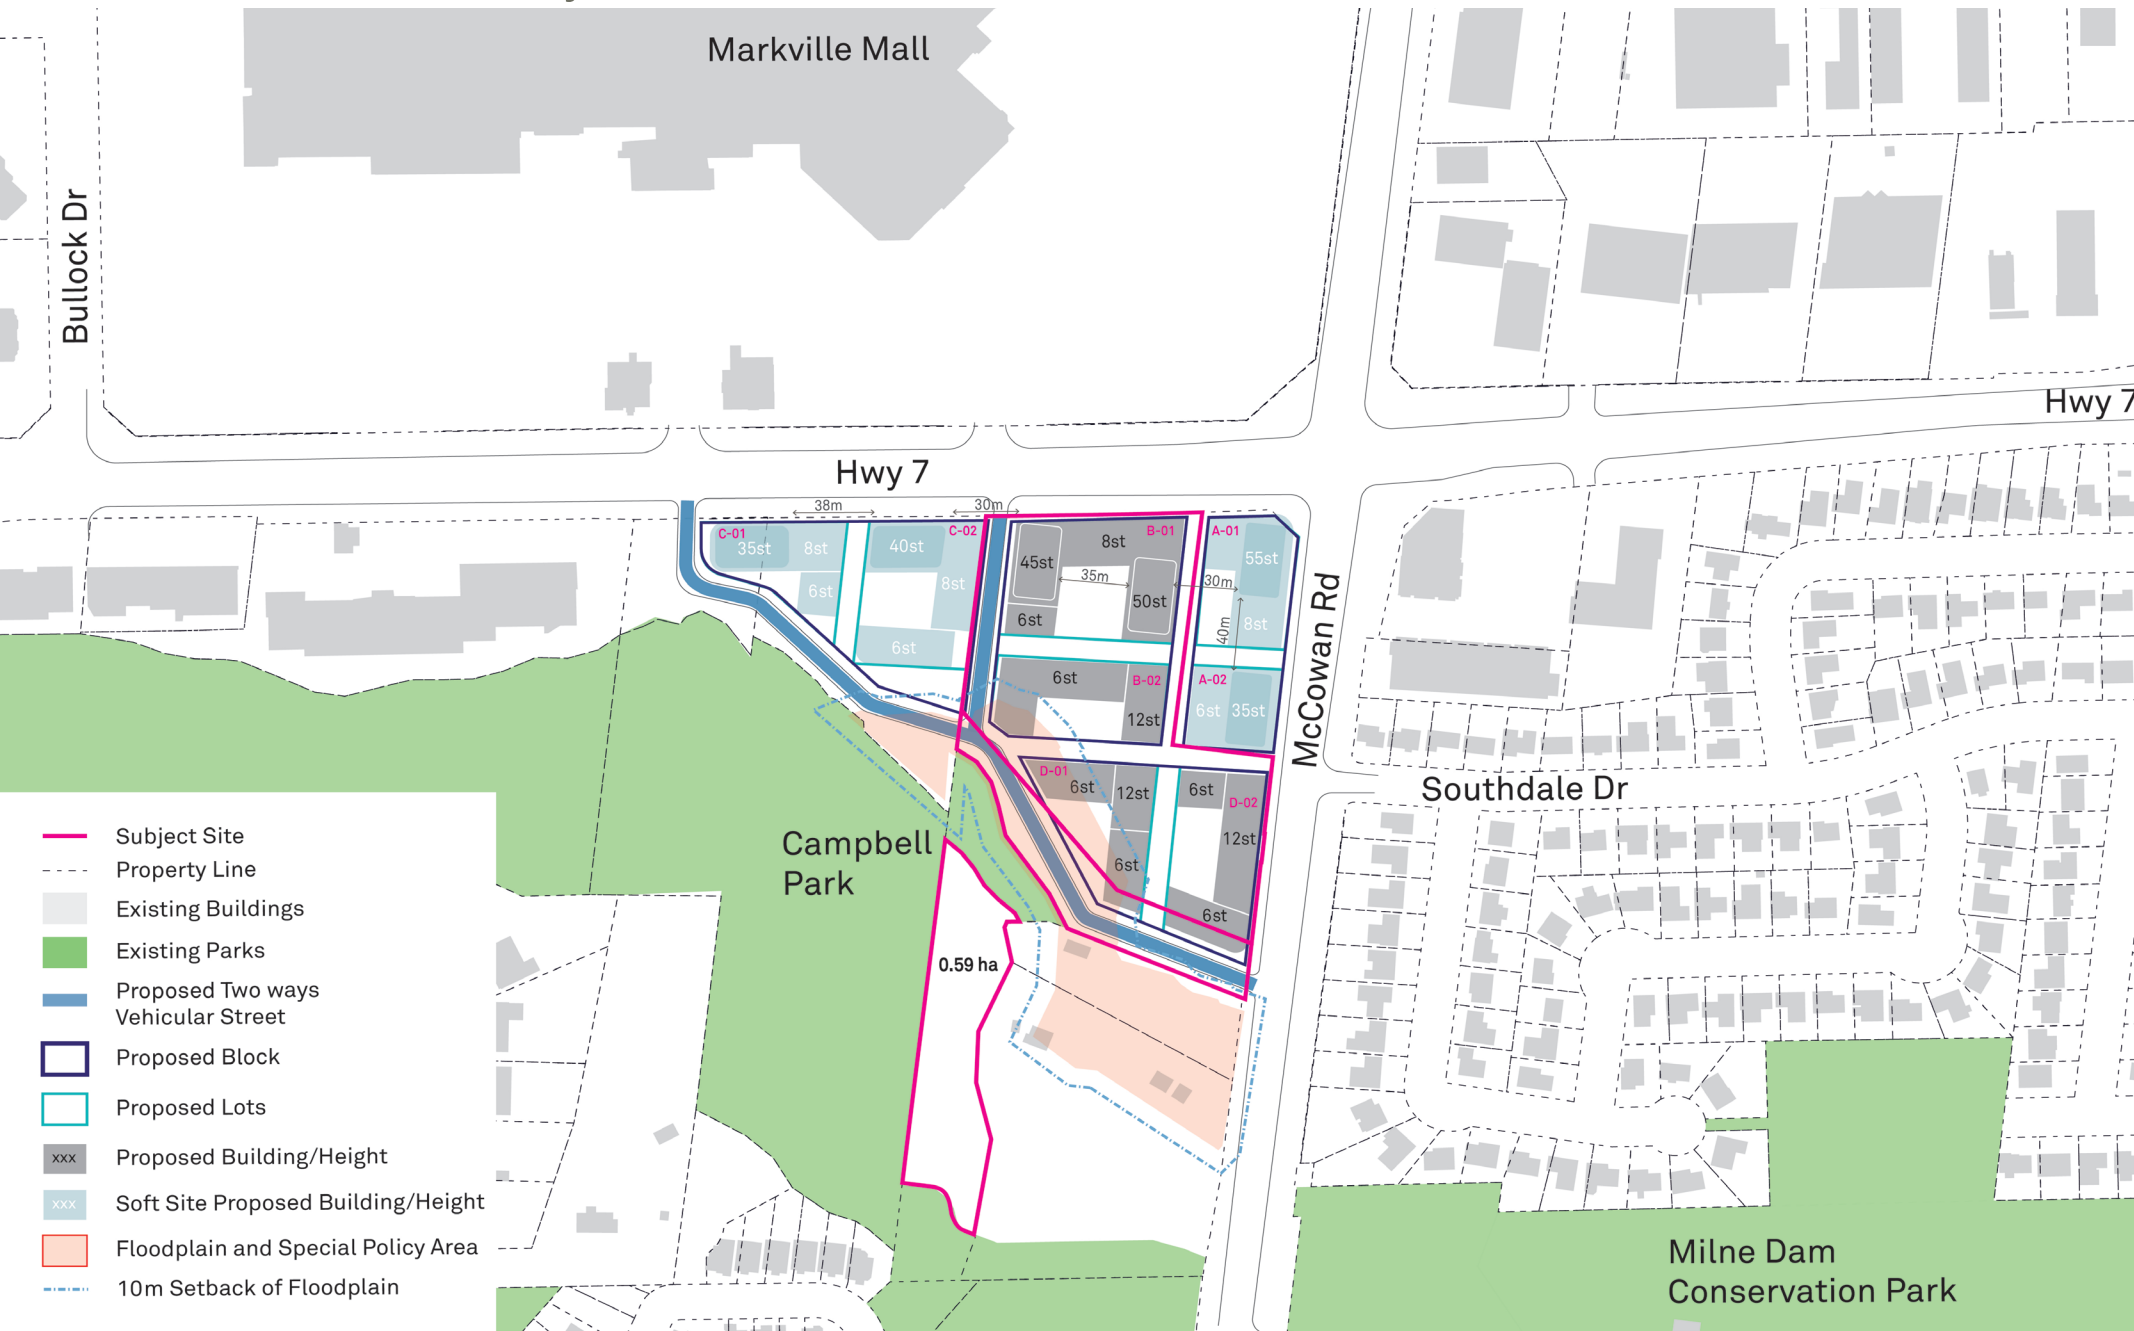 Markville Mall
Bullock Dr
Hwy 7
Hwy 7
38m
30m
C-01
35st
8st
6st
C-02
40st
8st
6st
B-01
8st
45st
35m
50st
6st
A-01
55st
30m
8st
40m
6st
B-02
12st
A-02
6st
35st
McCowan Rd
D-01
6st
12st
6st
6st
D-02
12st
6st
Southdale Dr
Campbell
Park
0.59 ha
Subject Site
Property Line
Existing Buildings
Existing Parks
Proposed Two ways
Vehicular Street
Proposed Block
Proposed Lots
xxx
Proposed Building/Height
xxx
Soft Site Proposed Building/Height
Floodplain and Special Policy Area
10m Setback of Floodplain
Milne Dam
Conservation Park